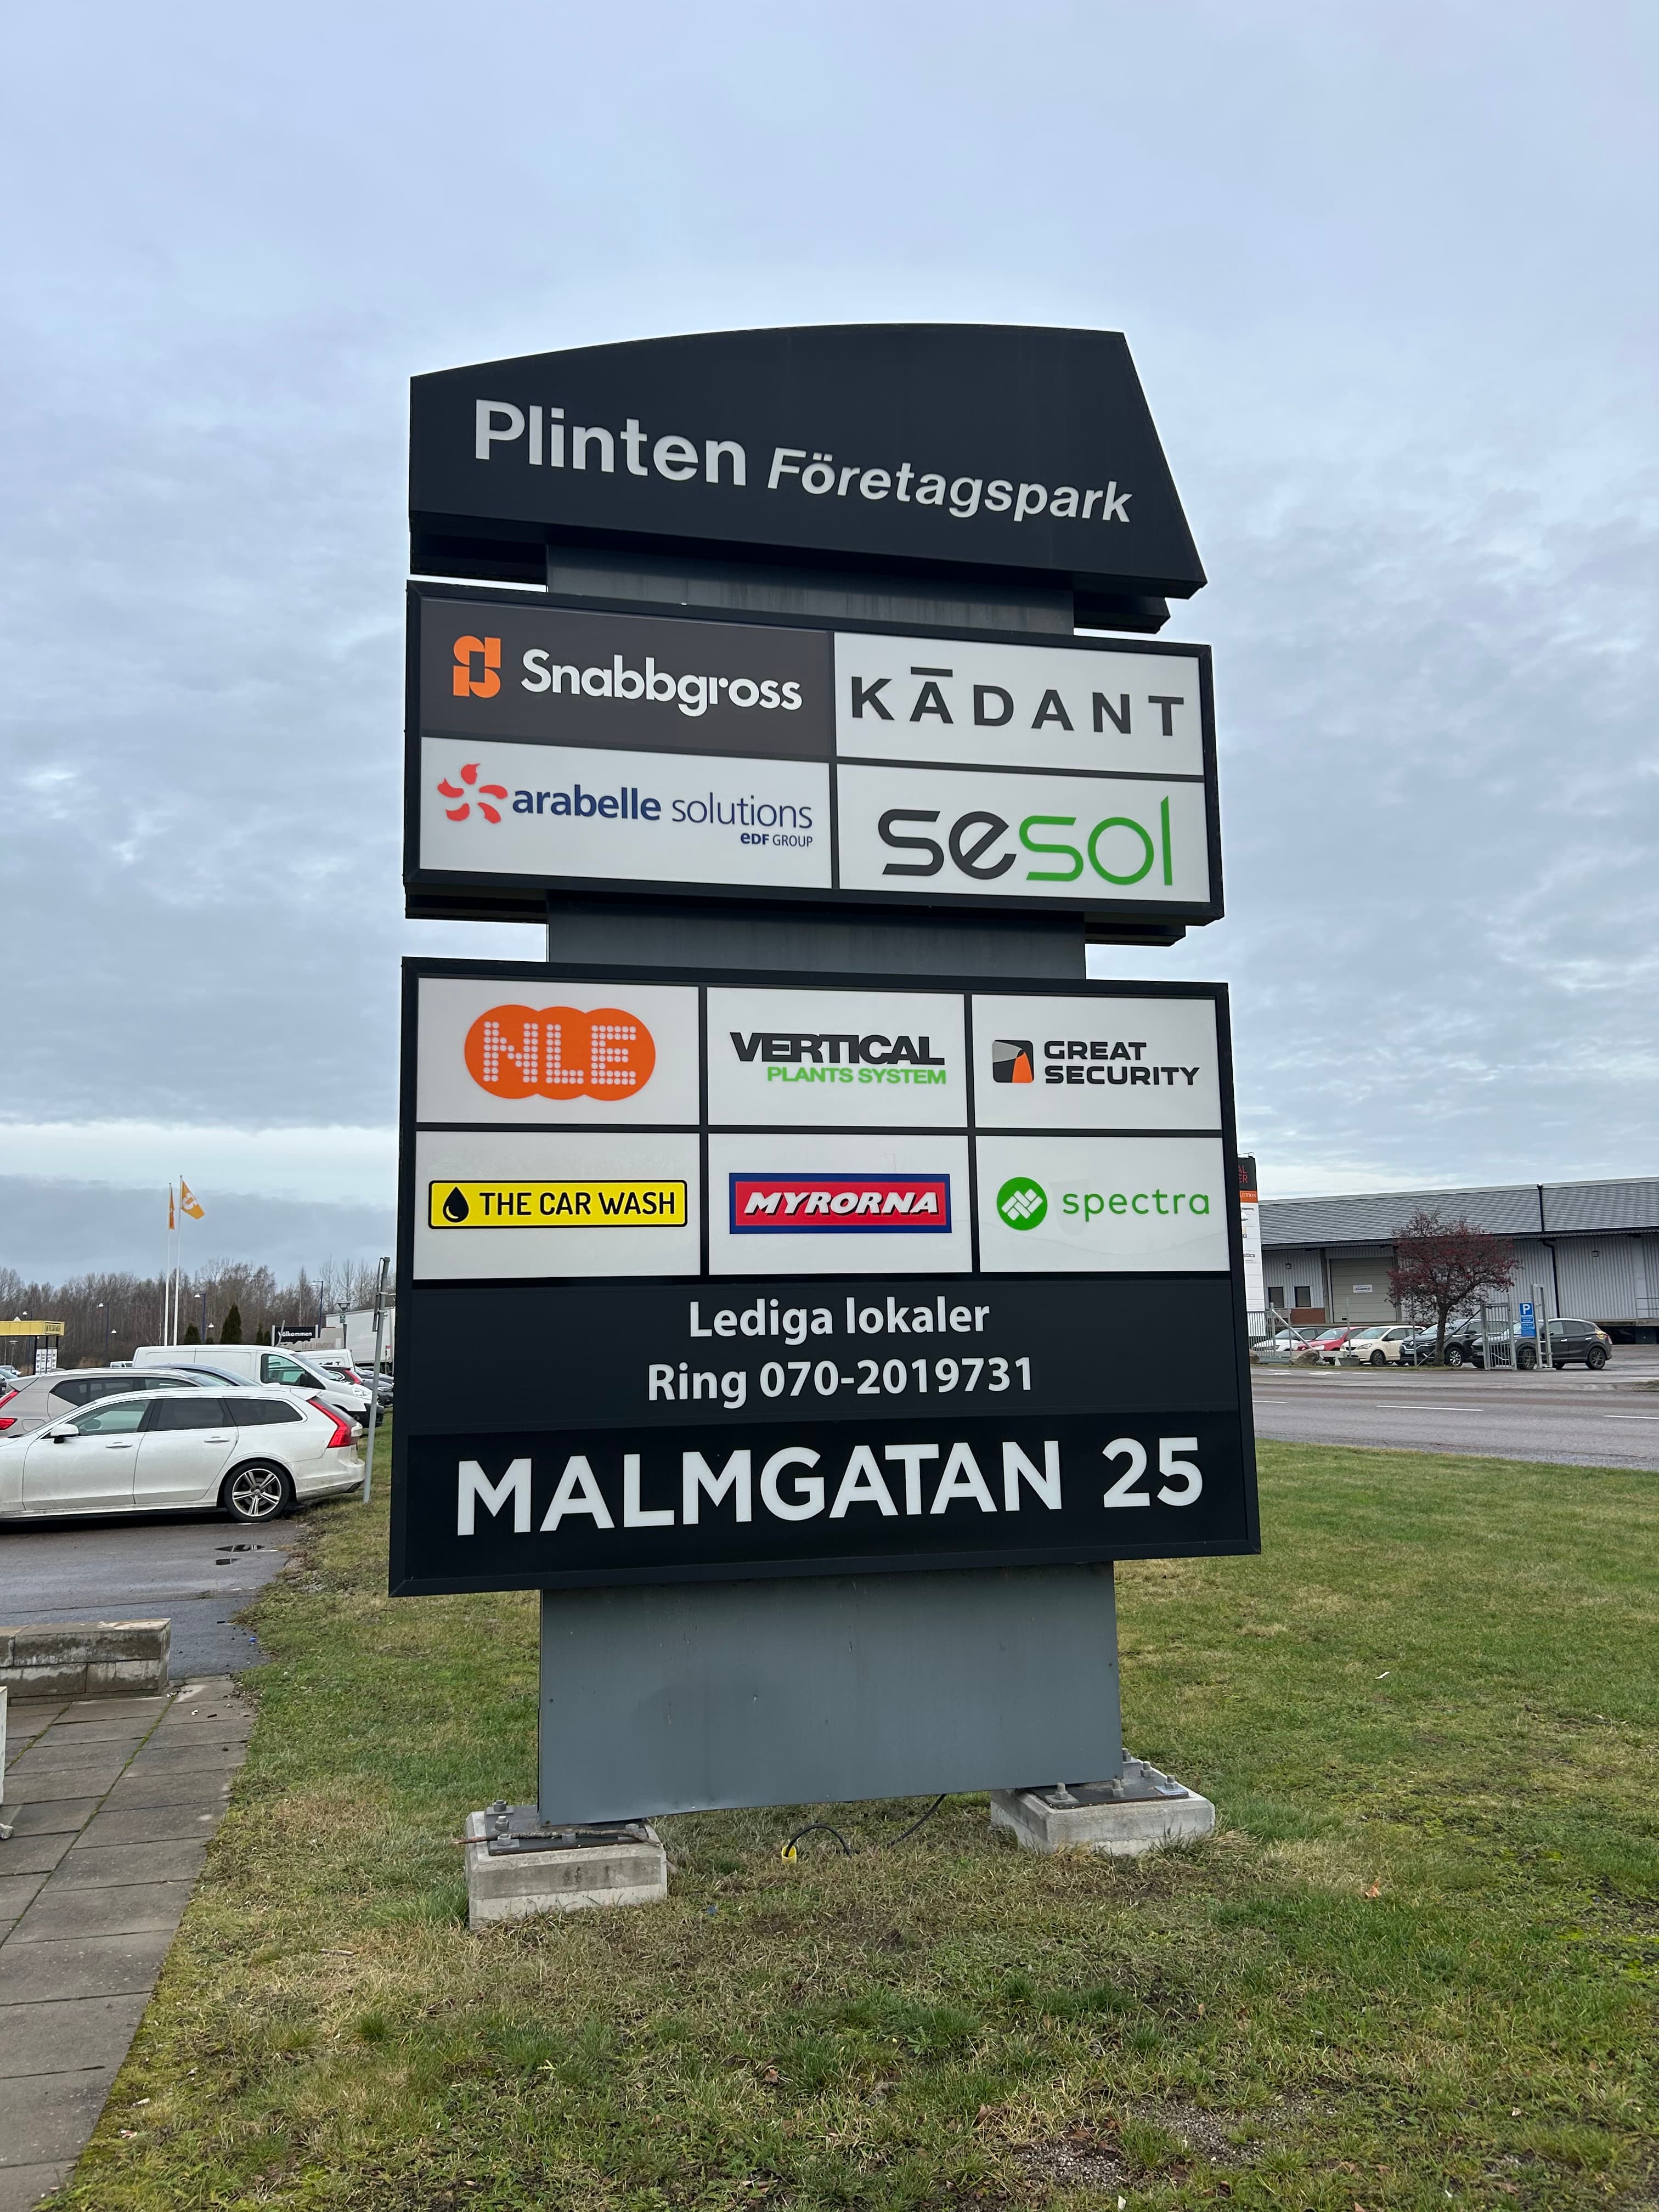 Plinten Företagspark
Snabbgross
KĀDANT
arabelle solutions
eDF GROUP
sesol
NLE
VERTICAL
PLANTS SYSTEM
GREAT
SECURITY
THE CAR WASH
MYRORNA
spectra
Lediga lokaler
Ring 070-2019731
MALMGATAN 25
Välkommen
P